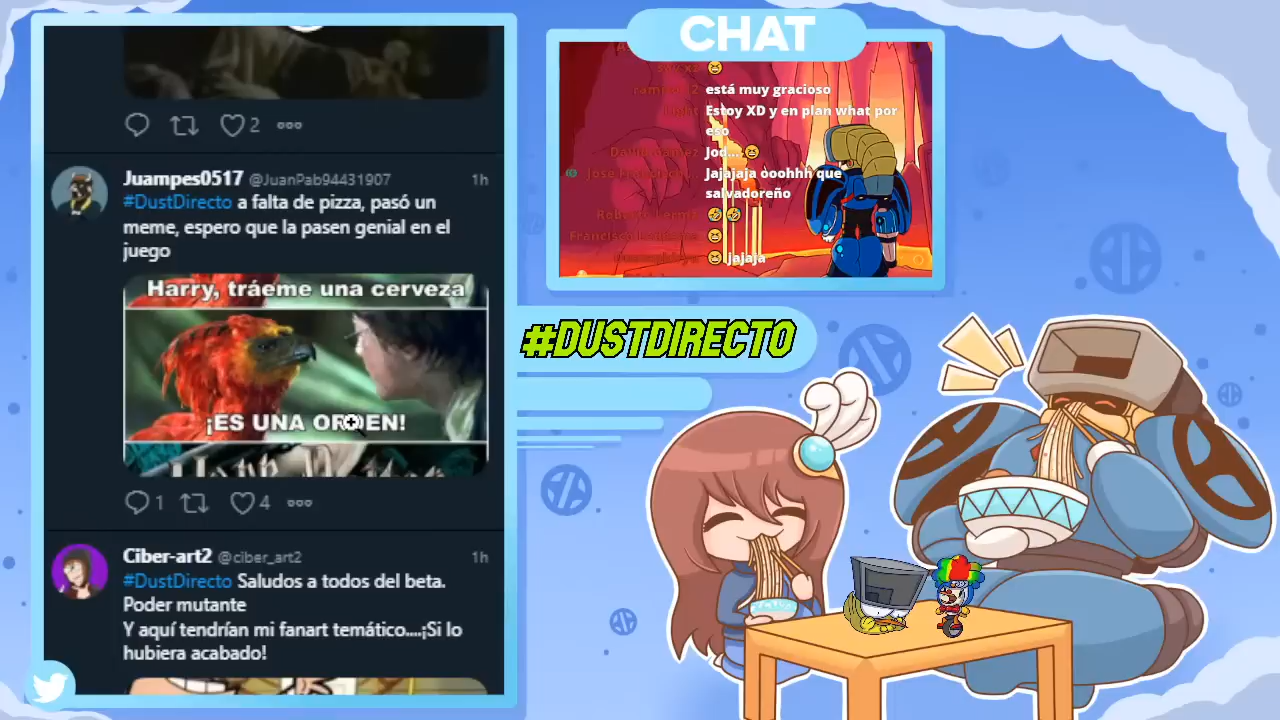 CHAT
2
Juampes0517 @JuanPab94431907 1h
#DustDirecto a falta de pizza, pasó un
meme, espero que la pasen genial en el
juego
Harry, tráeme una cerveza
¡ES UNA ORDEN!
1 4
Ciber-art2 @ciber_art2 1h
#DustDirecto Saludos a todos del beta.
Poder mutante
Y aquí tendrían mi fanart temático....¡Si lo
hubiera acabado!
está muy gracioso
Estoy XD y en plan what por
eso
Jod...
Jajajaja òoohhh que
salvadoreño
jajaja
#DUSTDIRECTO